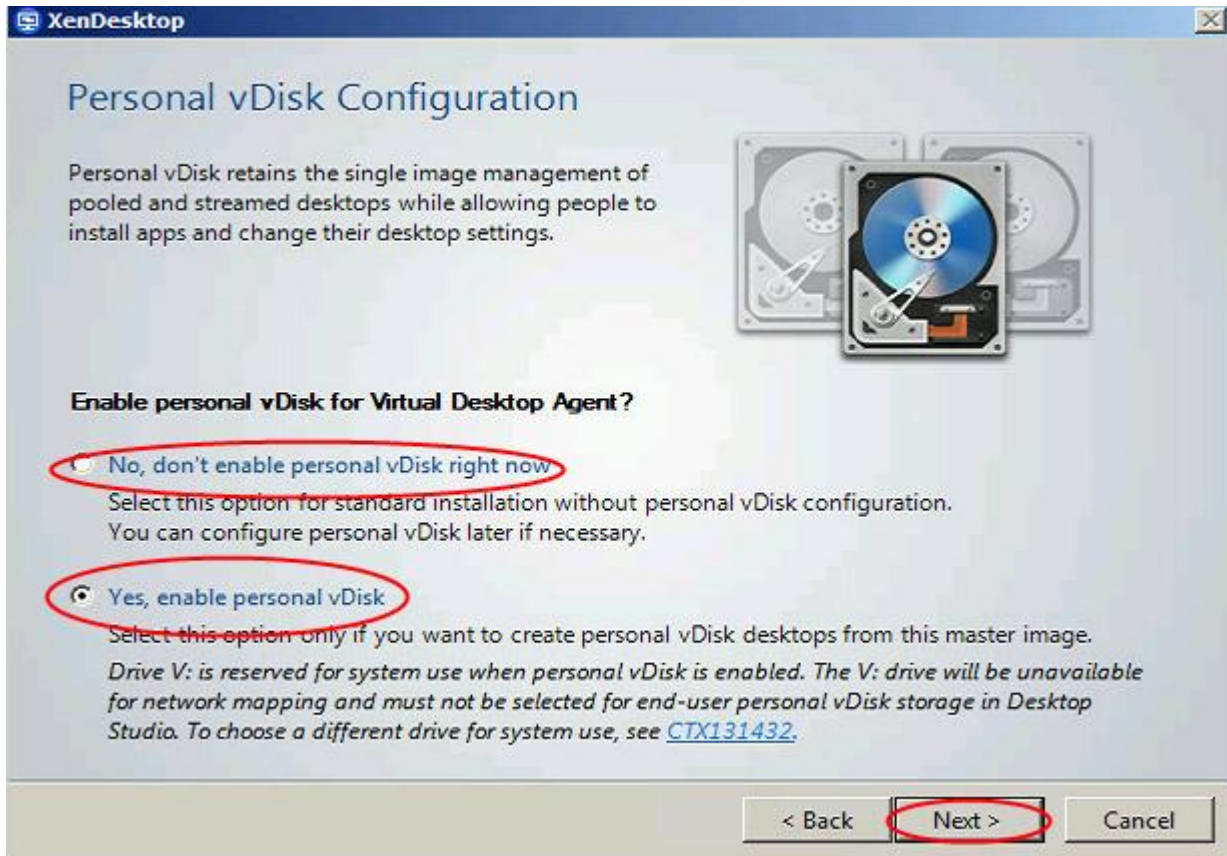 XenDesktop
Personal vDisk Configuration
Personal vDisk retains the single image management of
pooled and streamed desktops while allowing people to
install apps and change their desktop settings.
Enable personal vDisk for Virtual Desktop Agent?
No, don't enable personal vDisk right now
Select this option for standard installation without personal vDisk configuration.
You can configure personal vDisk later if necessary.
Yes, enable personal vDisk
Select this option only if you want to create personal vDisk desktops from this master image.
Drive V: is reserved for system use when personal vDisk is enabled. The V: drive will be unavailable
for network mapping and must not be selected for end-user personal vDisk storage in Desktop
Studio. To choose a different drive for system use, see CTX131432.
< Back Next > Cancel